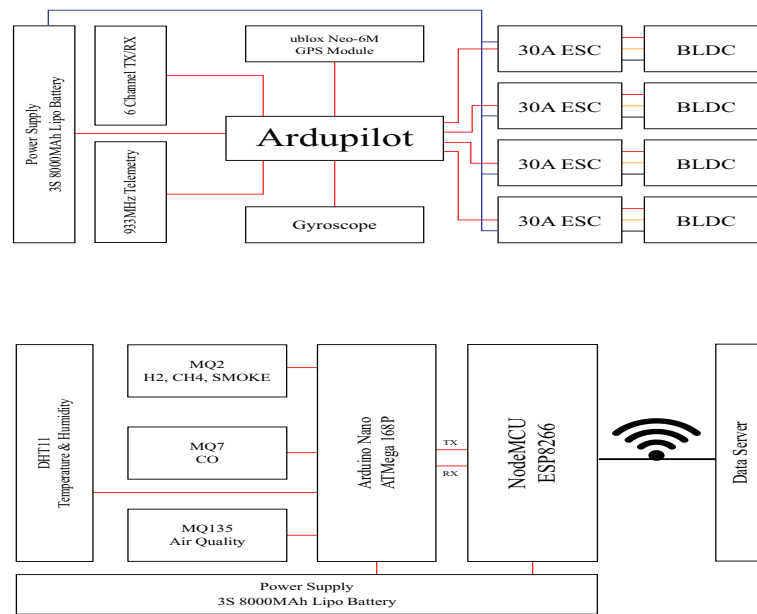 ublox Neo-6M
GPS Module
6 Channel TX/RX
Power Supply
3S 8000MAh Lipo Battery
Ardupilot
933MHz Telemetry
Gyroscope
30A ESC
BLDC
30A ESC
BLDC
30A ESC
BLDC
30A ESC
BLDC
DHT11
Temperature & Humidity
MQ2
H2, CH4, SMOKE
MQ7
CO
MQ135
Air Quality
Arduino Nano
ATMega 168P
TX
RX
NodeMCU
ESP8266
Data Server
Power Supply
3S 8000MAh Lipo Battery